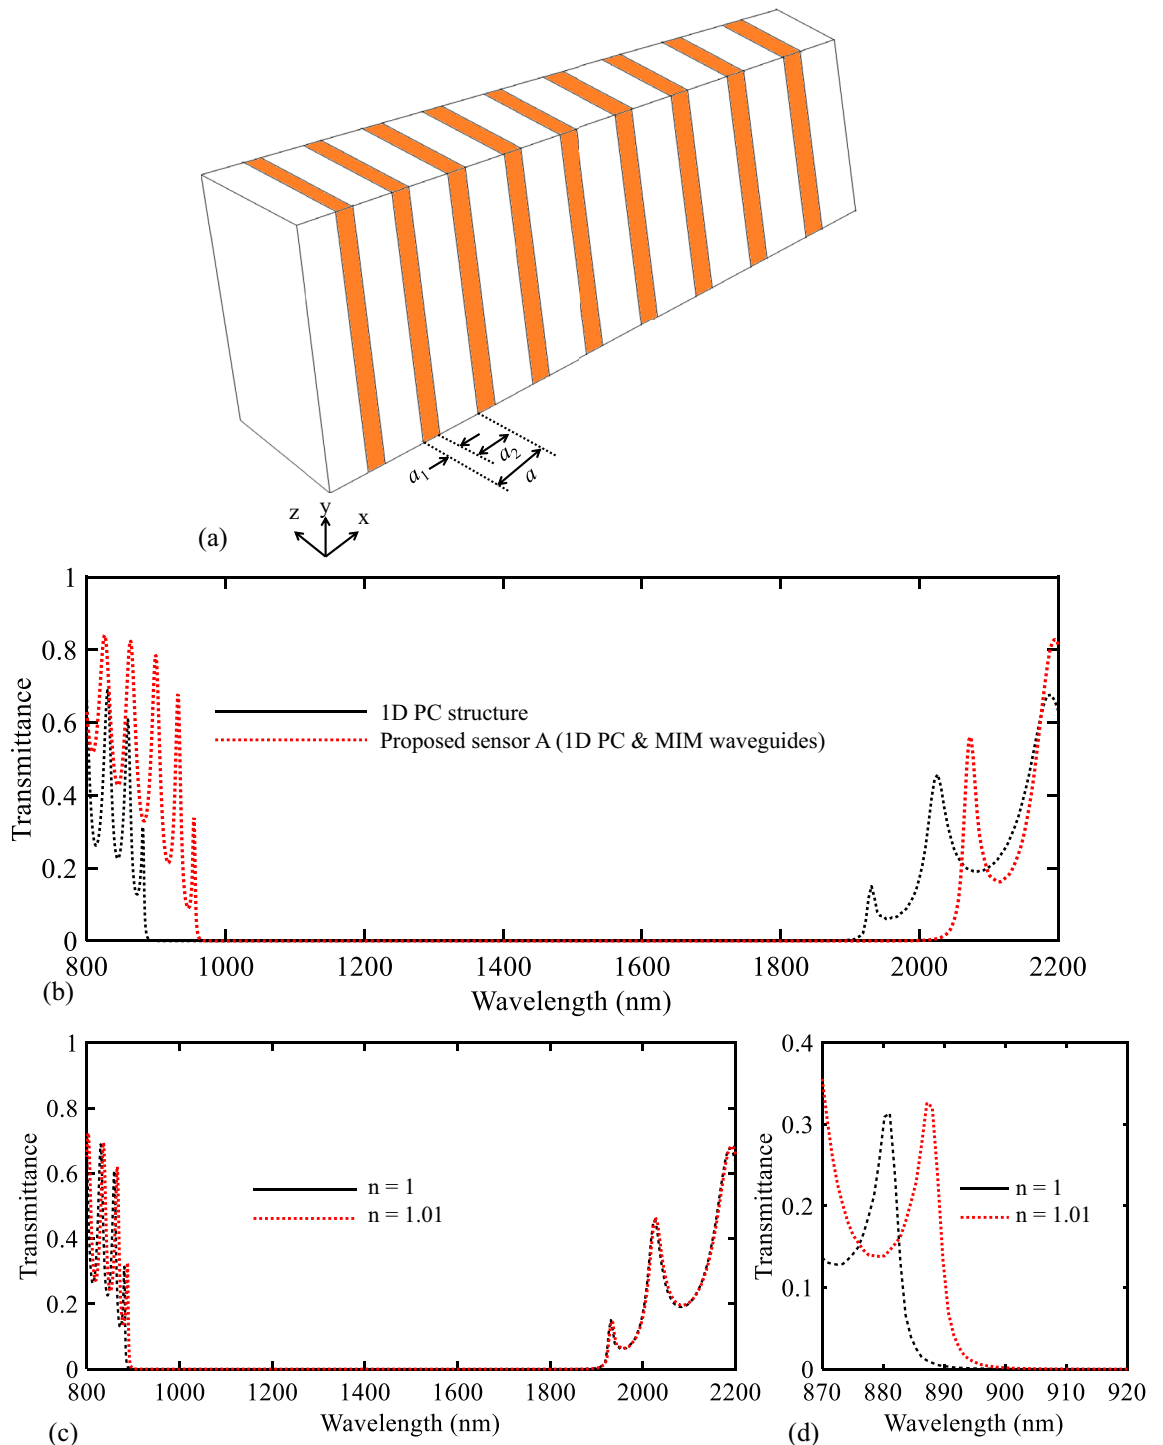 a₁
a₂
a
z
y
x
(a)
1
0.8
0.6
0.4
0.2
0
Transmittance
1D PC structure
Proposed sensor A (1D PC & MIM waveguides)
800 1000 1200 1400 1600 1800 2000 2200
Wavelength (nm)
(b)
1
0.8
0.6
0.4
0.2
0
Transmittance
n = 1
n = 1.01
800 1000 1200 1400 1600 1800 2000 2200
Wavelength (nm)
(c)
0.4
0.3
0.2
0.1
0
Transmittance
n = 1
n = 1.01
870 880 890 900 910 920
Wavelength (nm)
(d)